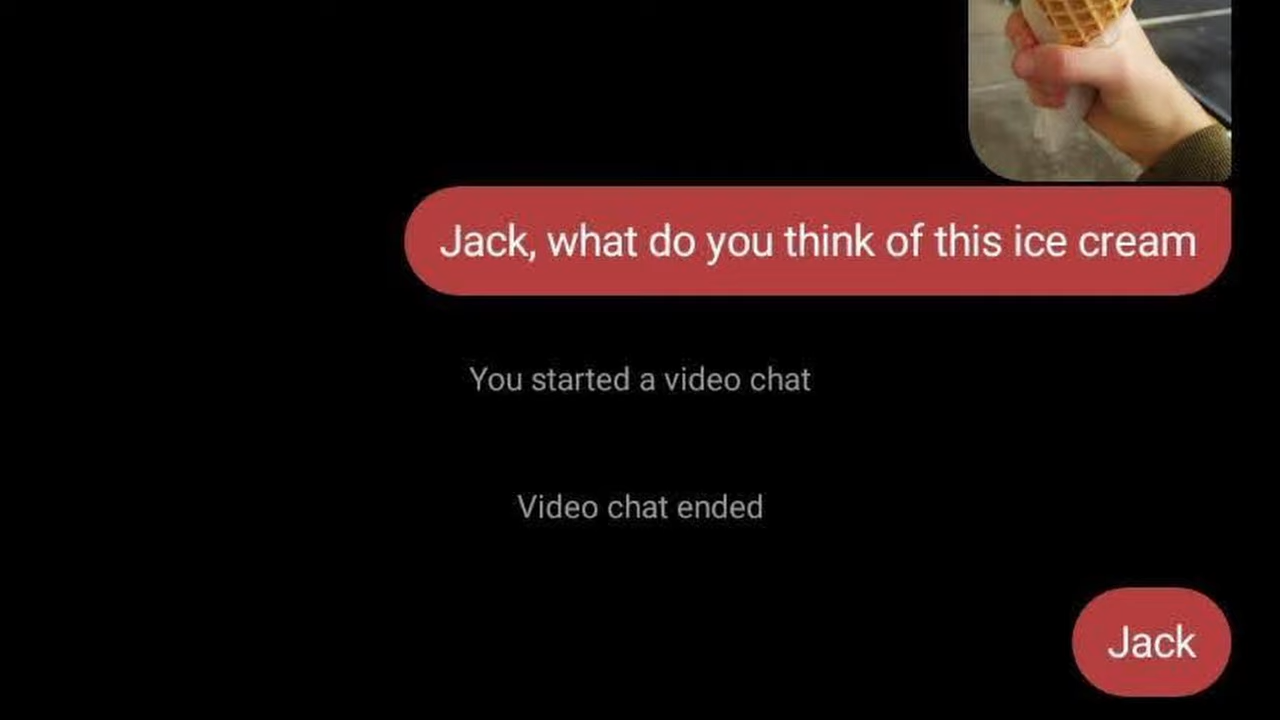 Jack, what do you think of this ice cream
You started a video chat
Video chat ended
Jack